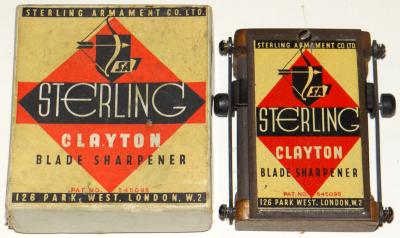 STERLING ARMAMENT CO. LTD.
SA
STERLING
CLAYTON
BLADE SHARPENER
PAT. NO. 545095
126 PARK WEST, LONDON, W.2
STERLING ARMAMENT CO. LTD.
SA
STERLING
CLAYTON
BLADE SHARPENER
PAT. NO. 545095
126 PARK WEST, LONDON, W.2